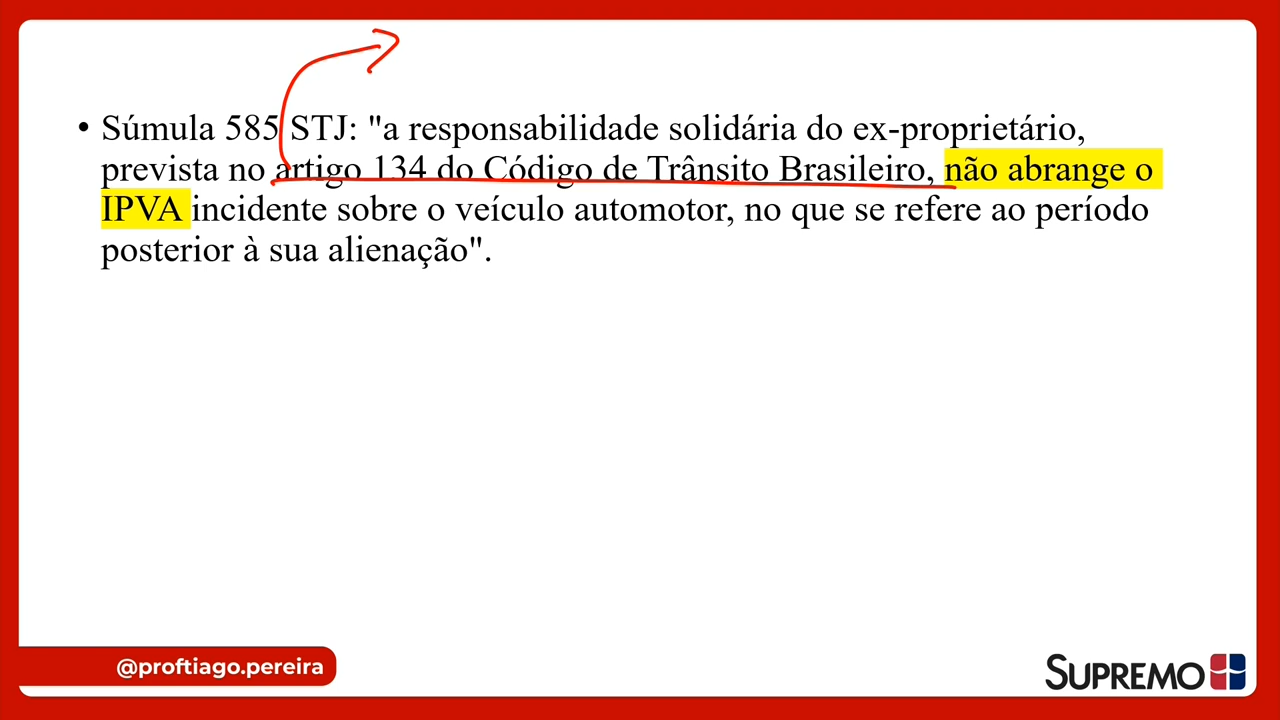 • Súmula 585 STJ: "a responsabilidade solidária do ex-proprietário,
prevista no artigo 134 do Código de Trânsito Brasileiro, não abrange o
IPVA incidente sobre o veículo automotor, no que se refere ao período
posterior à sua alienação".
@proftiago.pereira
SUPREMO